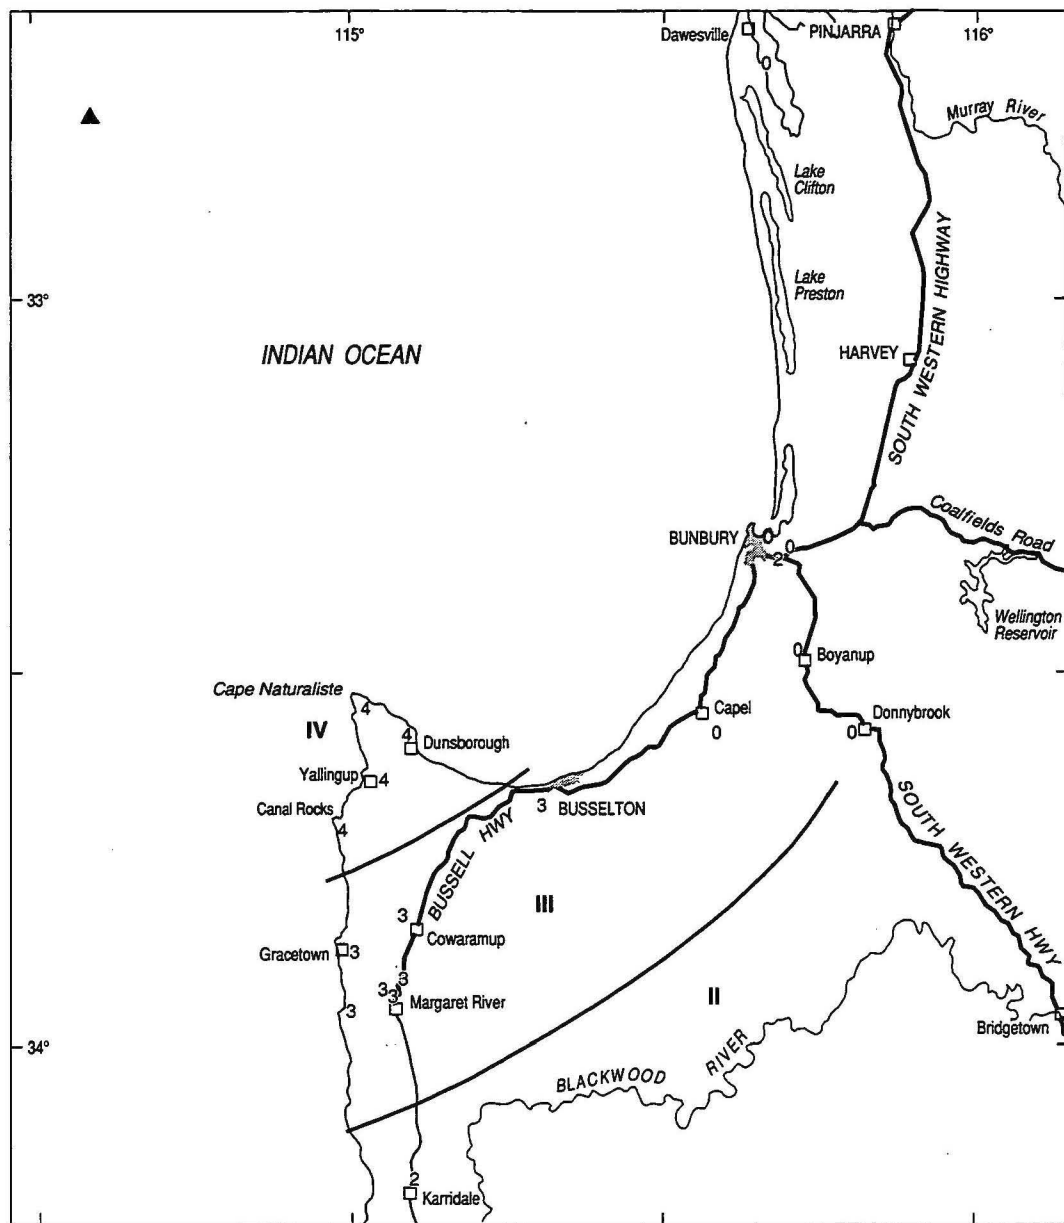 115°
116°
Dawesville
PINJARRA
0
Murray River
Lake
Clifton
Lake
Preston
33°
INDIAN OCEAN
HARVEY
SOUTH WESTERN HIGHWAY
Coalfields Road
BUNBURY
0
0
2
Wellington
Reservoir
0
Boyanup
Cape Naturaliste
4
IV
4
Dunsborough
Capel
0
Donnybrook
0
Yallingup
4
Canal Rocks
4
3
BUSSELTON
BUSSELL HWY
SOUTH WESTERN HWY
III
3
Cowaramup
Gracetown
3
3
3
3
Margaret River
3
II
Bridgetown
34°
BLACKWOOD RIVER
2
Karridale